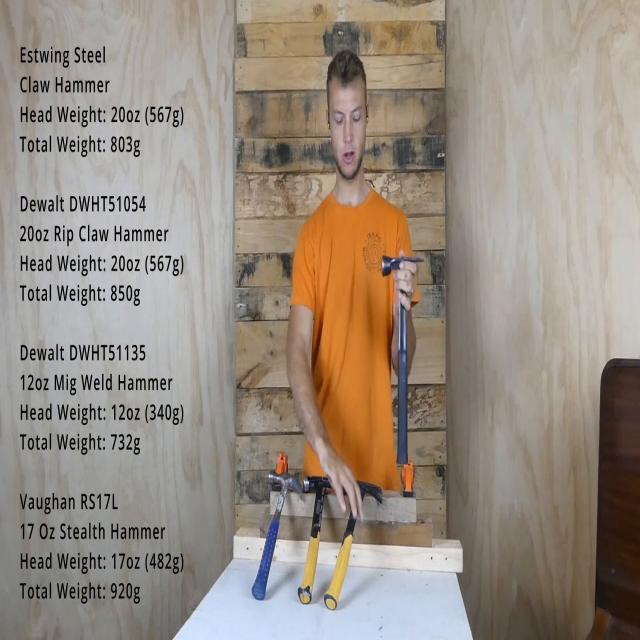 Estwing Steel
Claw Hammer
Head Weight: 20oz (567g)
Total Weight: 803g
Dewalt DWHT51054
20oz Rip Claw Hammer
Head Weight: 20oz (567g)
Total Weight: 850g
Dewalt DWHT51135
12oz Mig Weld Hammer
Head Weight: 12oz (340g)
Total Weight: 732g
Vaughan RS17L
17 Oz Stealth Hammer
Head Weight: 17oz (482g)
Total Weight: 920g